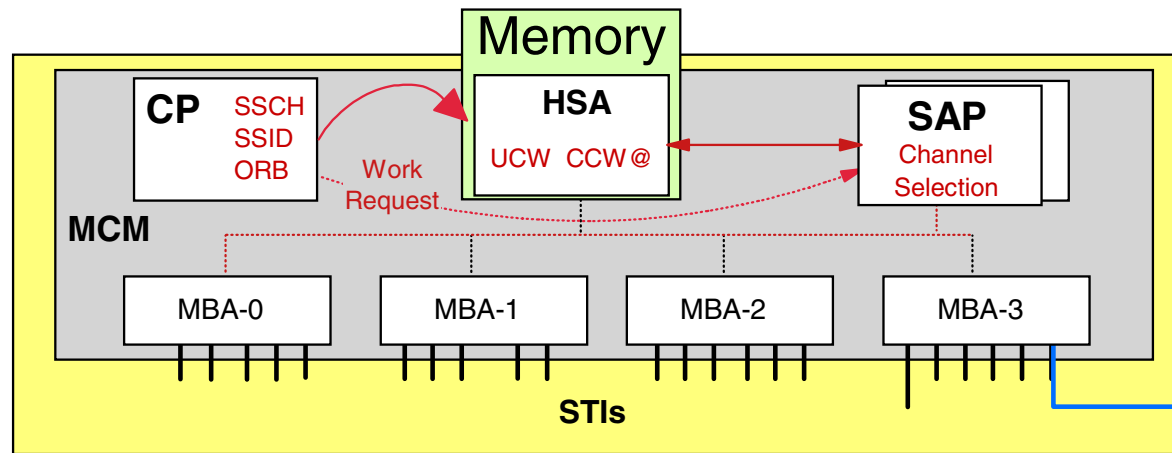 Memory
CP
SSCH
SSID
ORB
HSA
UCW CCW @
SAP
Channel
Selection
Work
Request
MCM
MBA-0
MBA-1
MBA-2
MBA-3
STIs